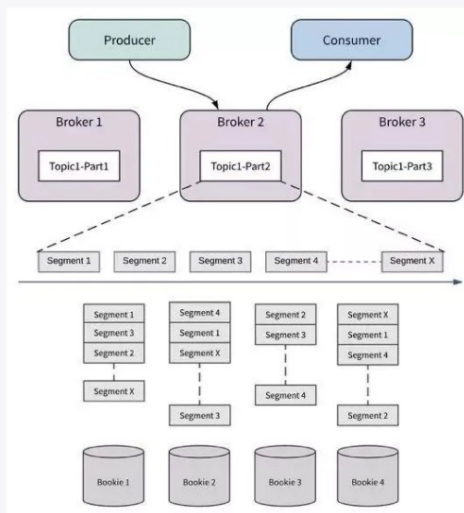 Producer
Consumer
Broker 1
Broker 2
Broker 3
Topic1-Part1
Topic1-Part2
Topic1-Part3
Segment 1
Segment 2
Segment 3
Segment 4
Segment X
Segment 1
Segment 3
Segment 2
Segment X
Segment 4
Segment 1
Segment X
Segment 3
Segment 2
Segment 3
Segment 4
Segment X
Segment 1
Segment 4
Segment 2
Bookie 1
Bookie 2
Bookie 3
Bookie 4